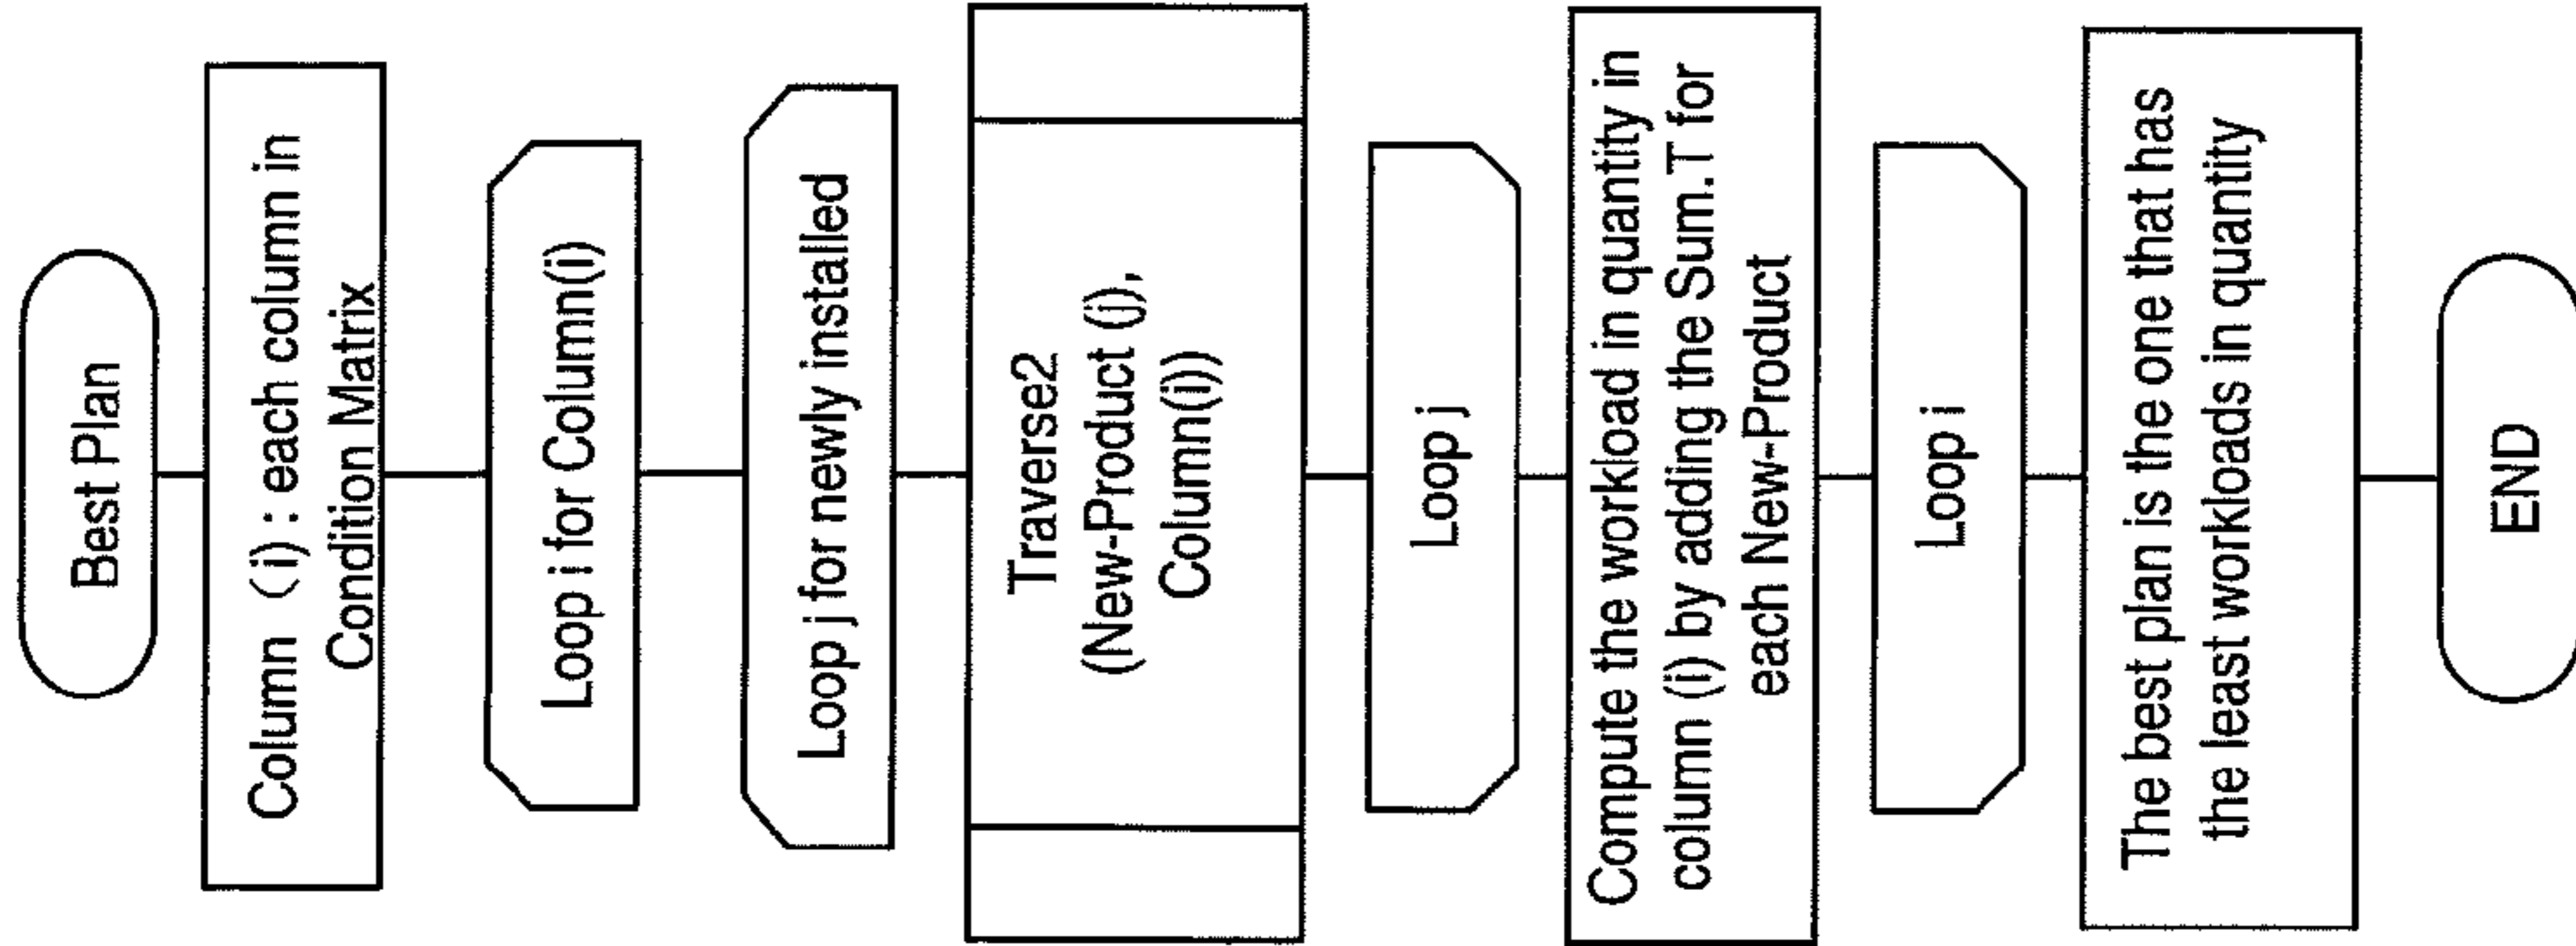 Best Plan
Column (i) : each column in
Condition Matrix
Loop i for Column(i)
Loop j for newly installed
Traverse2
(New-Product (j),
Column(i))
Loop j
Compute the workload in quantity in
column (i) by adding the Sum.T for
each New-Product
Loop i
The best plan is the one that has
the least workloads in quantity
END